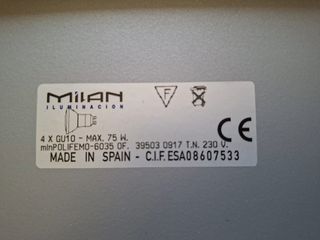 MiLAN
ILUMINACION
F
4 X GU10 - MAX. 75 W.
minPOLIFEMO-6035 OF, 39503 0917 T.N. 230 V.
CE
MADE IN SPAIN - C.I.F.ESA08607533